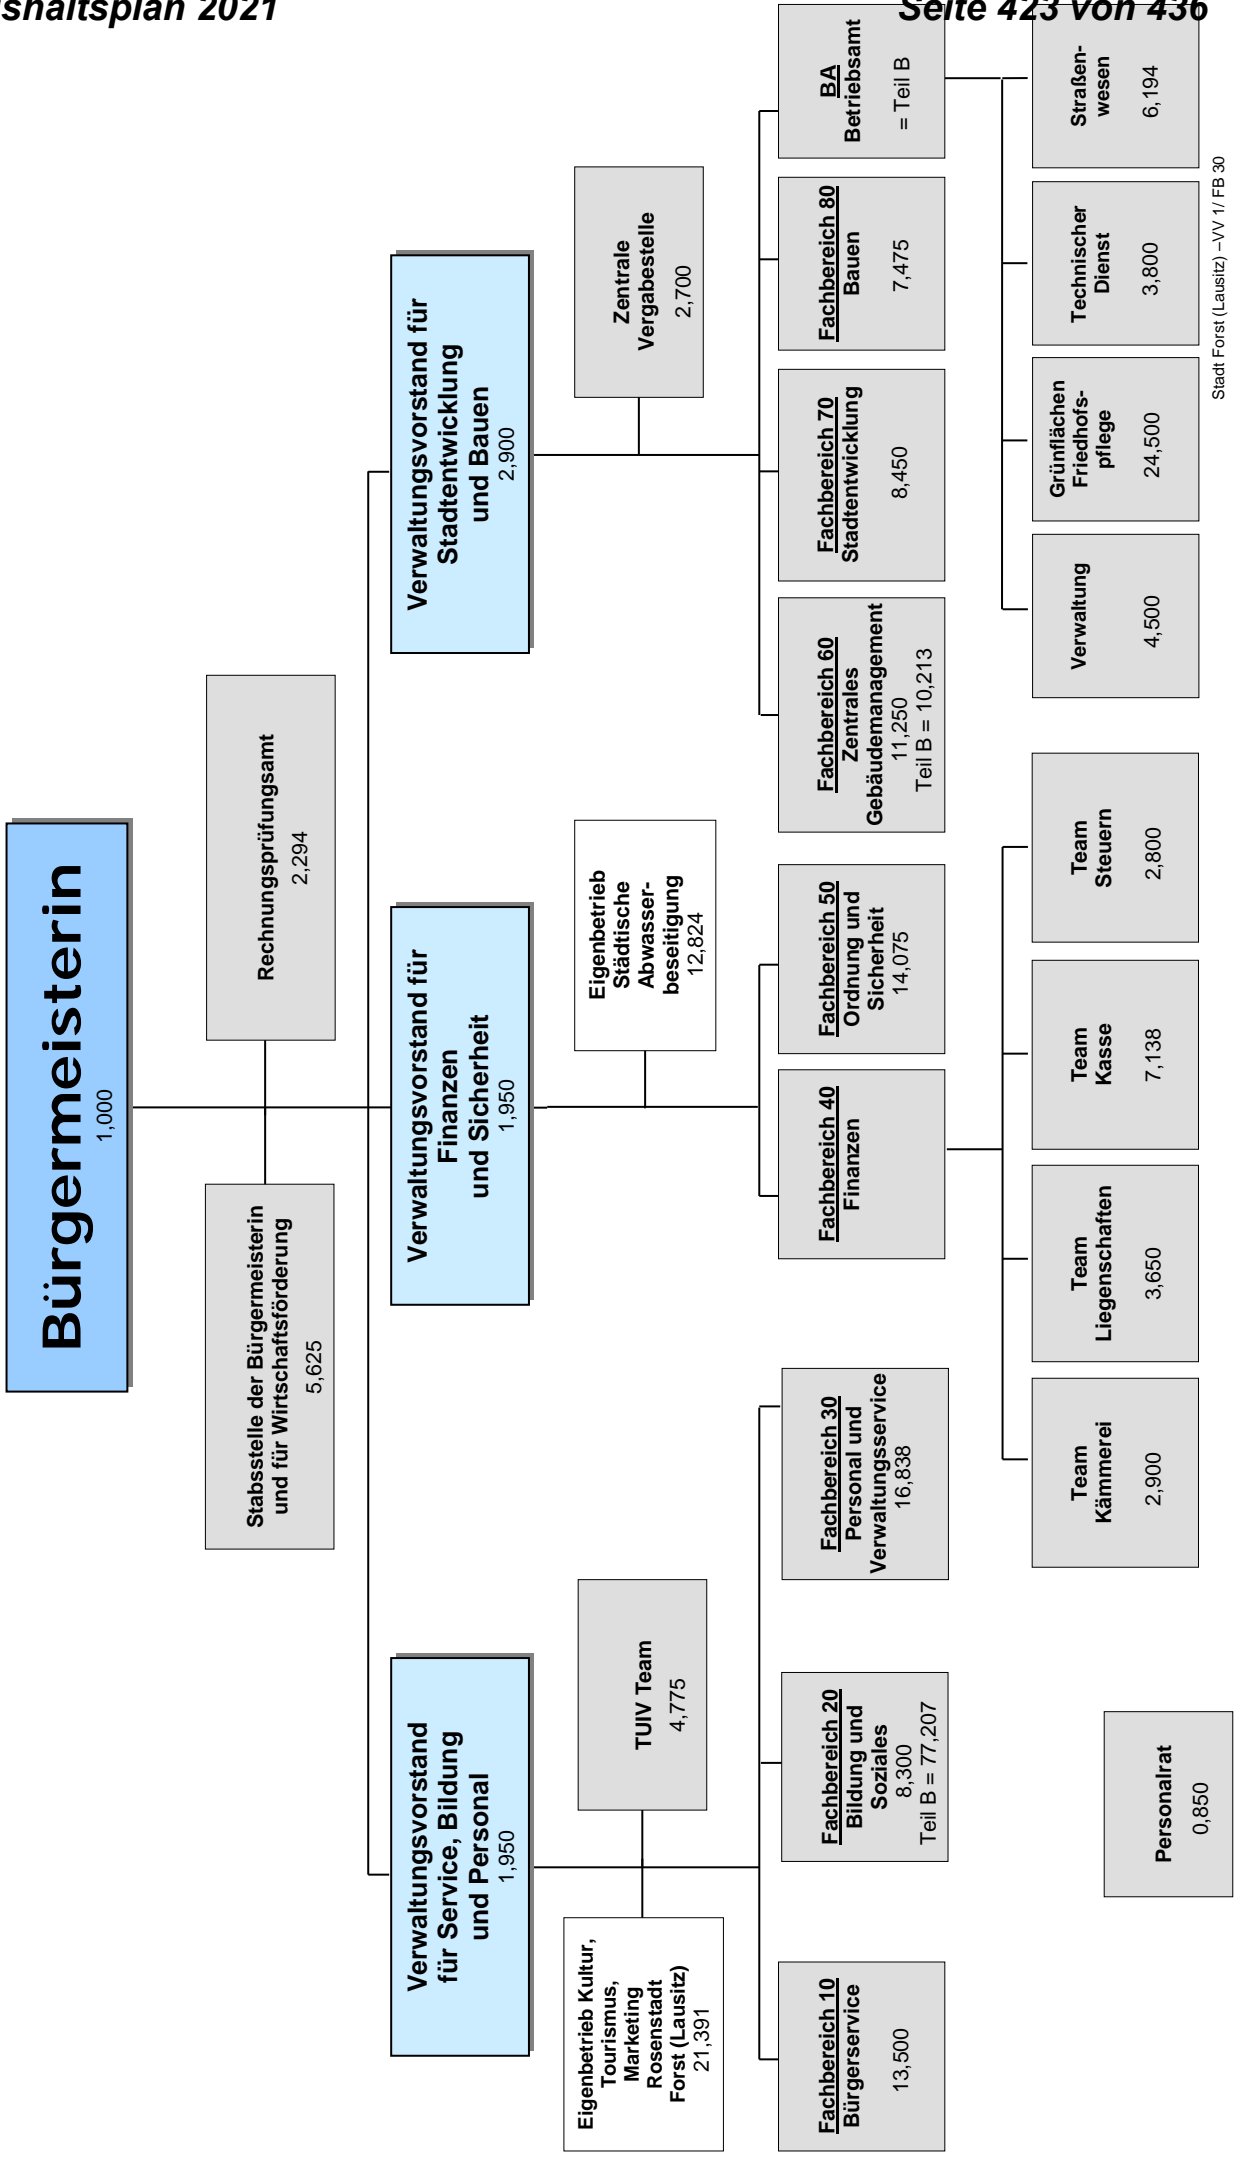 shaltsplan 2021
Seite 423 von 436
Bürgermeisterin
1,000
Stabsstelle der Bürgermeisterin
und für Wirtschaftsförderung
5,625
Rechnungsprüfungsamt
2,294
Verwaltungsvorstand
für Service, Bildung
und Personal
1,950
Verwaltungsvorstand für
Finanzen
und Sicherheit
1,950
Verwaltungsvorstand für
Stadtentwicklung
und Bauen
2,900
Eigenbetrieb Kultur,
Tourismus,
Marketing
Rosenstadt
Forst (Lausitz)
21,391
TUIV Team
4,775
Eigenbetrieb
Städtische
Abwasser-
beseitigung
12,824
Zentrale
Vergabestelle
2,700
Fachbereich 10
Bürgerservice
13,500
Fachbereich 20
Bildung und
Soziales
8,300
Teil B = 77,207
Fachbereich 30
Personal und
Verwaltungsservice
16,838
Fachbereich 40
Finanzen
Fachbereich 50
Ordnung und
Sicherheit
14,075
Fachbereich 60
Zentrales
Gebäudemanagement
11,250
Teil B = 10,213
Fachbereich 70
Stadtentwicklung
8,450
Fachbereich 80
Bauen
7,475
BA
Betriebsamt
= Teil B
Personalrat
0,850
Team
Kämmerei
2,900
Team
Liegenschaften
3,650
Team
Kasse
7,138
Team
Steuern
2,800
Verwaltung
4,500
Grünflächen
Friedhofs-
pflege
24,500
Technischer
Dienst
3,800
Straßen-
wesen
6,194
Stadt Forst (Lausitz) –VV 1/ FB 30